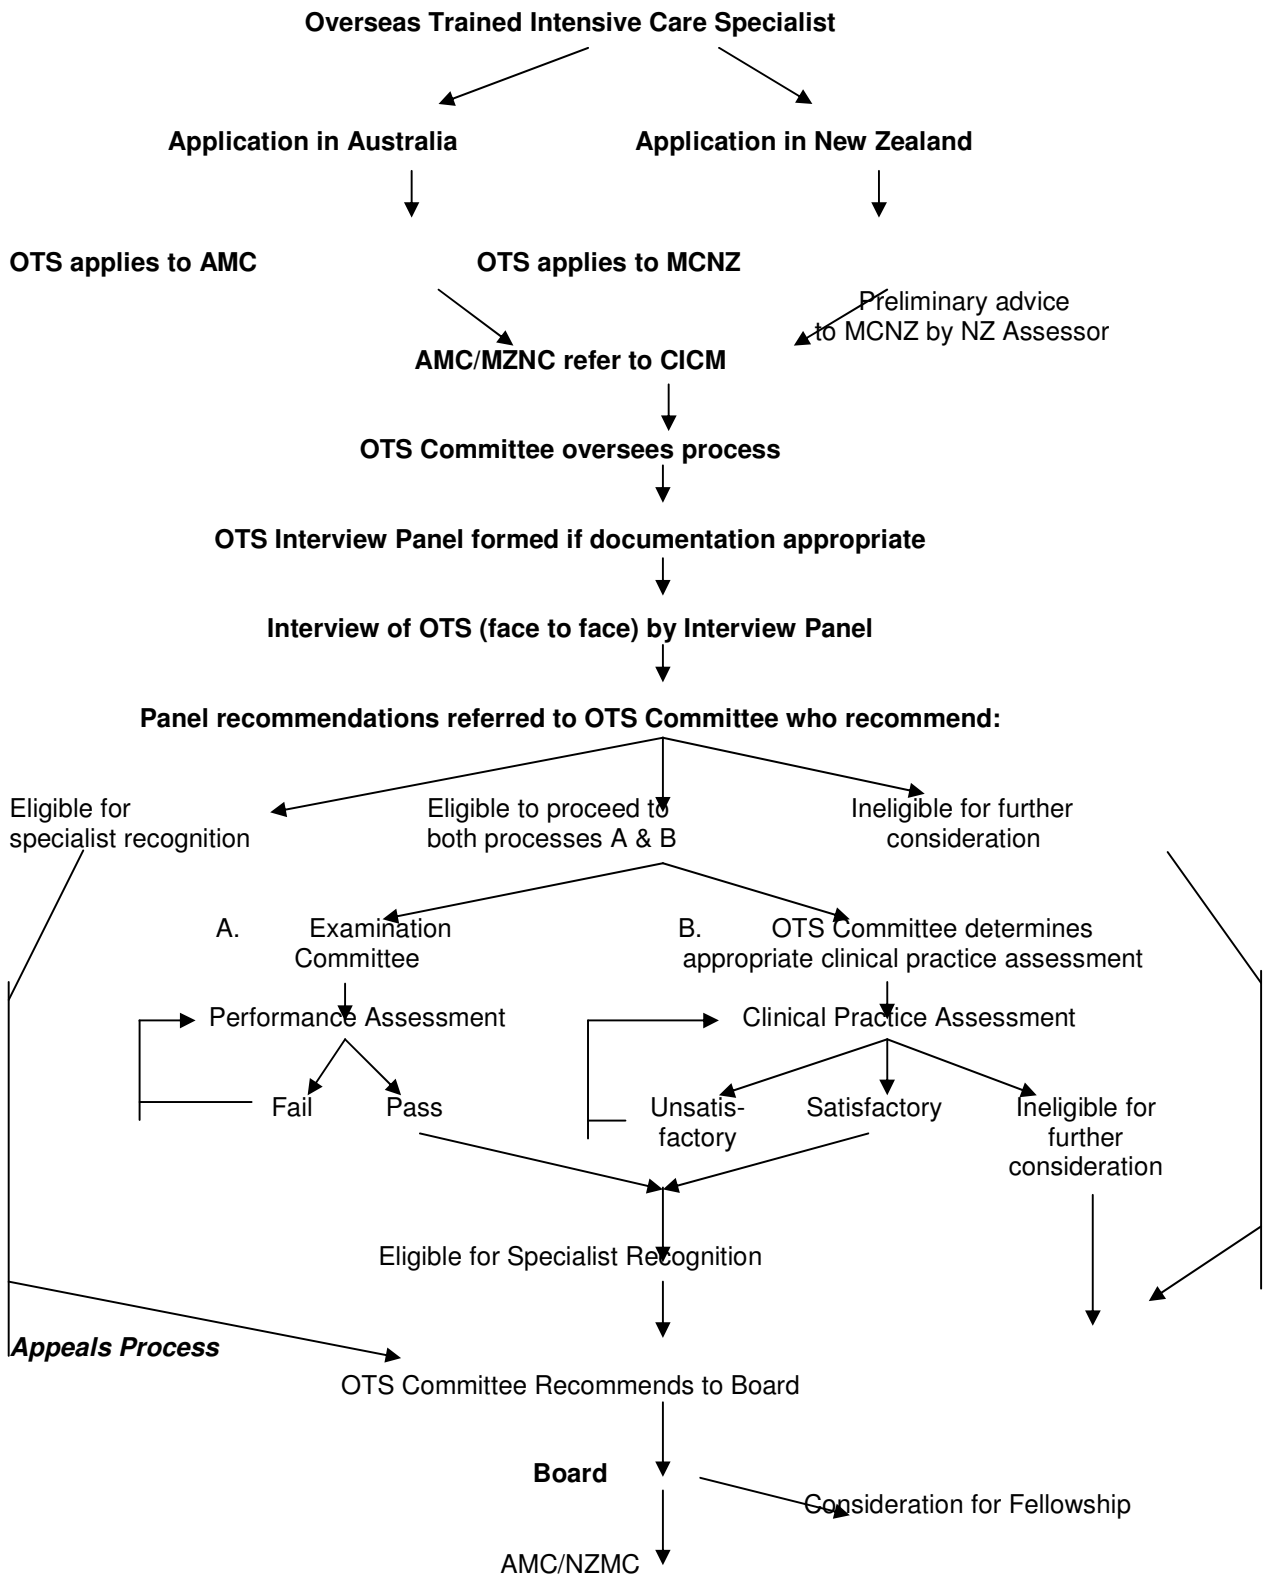 Overseas Trained Intensive Care Specialist
Application in Australia
Application in New Zealand
OTS applies to AMC
OTS applies to MCNZ
Preliminary advice
to MCNZ by NZ Assessor
AMC/MZNC refer to CICM
OTS Committee oversees process
OTS Interview Panel formed if documentation appropriate
Interview of OTS (face to face) by Interview Panel
Panel recommendations referred to OTS Committee who recommend:
Eligible for
specialist recognition
Eligible to proceed to
both processes A & B
Ineligible for further
consideration
A. Examination
Committee
B. OTS Committee determines
appropriate clinical practice assessment
Performance Assessment
Clinical Practice Assessment
Fail
Pass
Unsatis-
factory
Satisfactory
Ineligible for
further
consideration
Eligible for Specialist Recognition
Appeals Process
OTS Committee Recommends to Board
Board
Consideration for Fellowship
AMC/NZMC